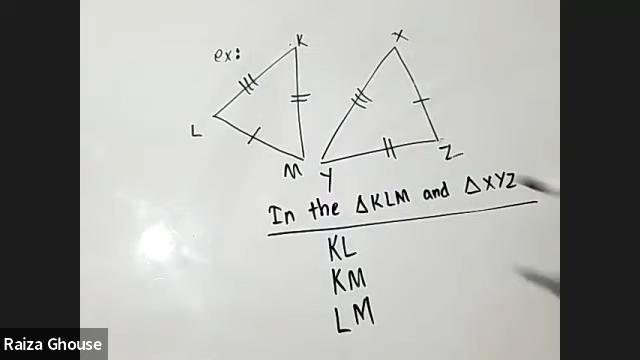 ex:
K
X
L
M
Y
Z
In the ΔKLM and ΔXYZ
KL
KM
LM
Raiza Ghouse